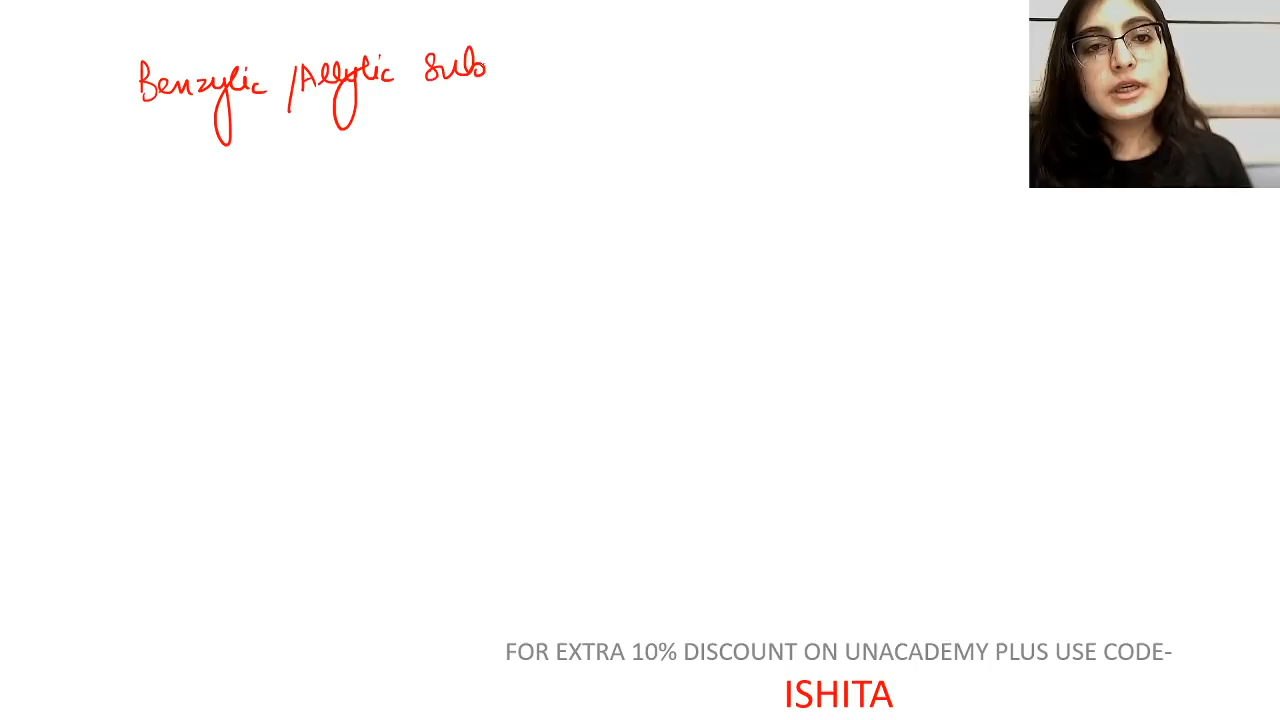 Benzylic /Allylic Sub
FOR EXTRA 10% DISCOUNT ON UNACADEMY PLUS USE CODE-
ISHITA